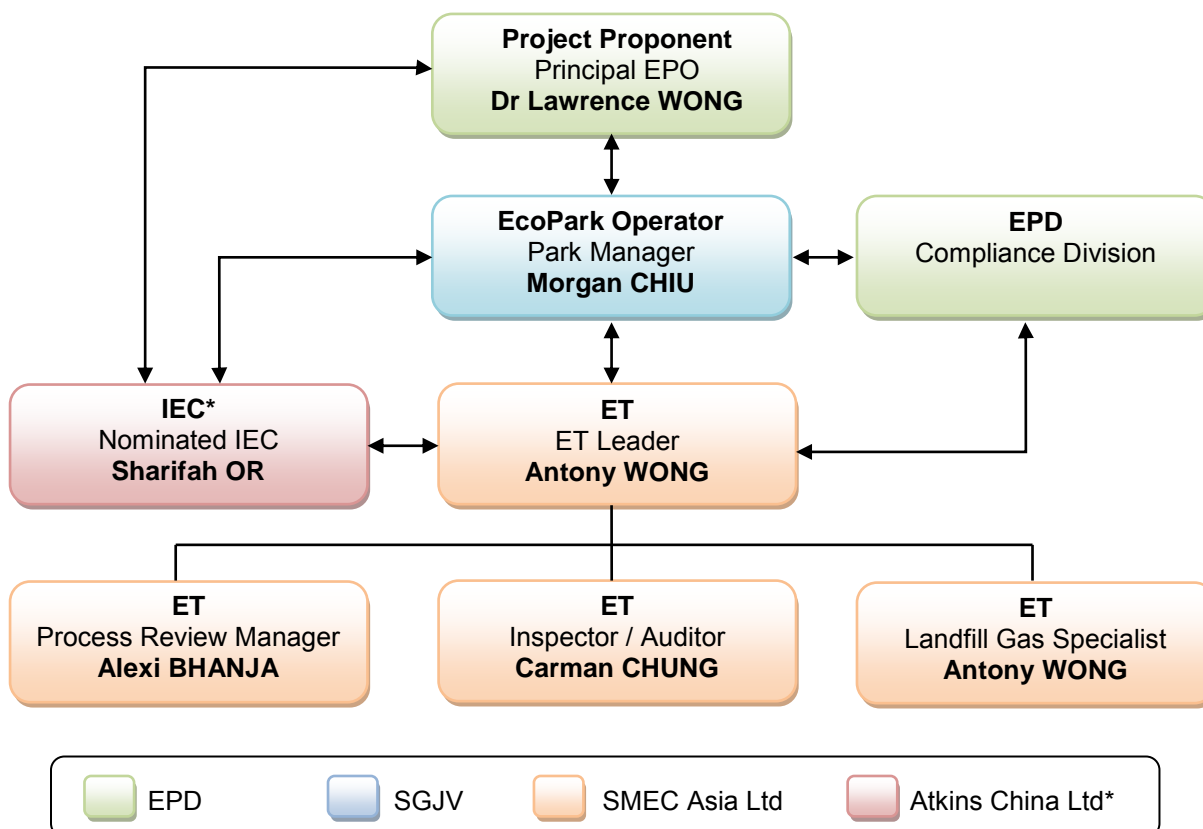 Project Proponent
Principal EPO
Dr Lawrence WONG
EcoPark Operator
Park Manager
Morgan CHIU
EPD
Compliance Division
IEC*
Nominated IEC
Sharifah OR
ET
ET Leader
Antony WONG
ET
Process Review Manager
Alexi BHANJA
ET
Inspector / Auditor
Carman CHUNG
ET
Landfill Gas Specialist
Antony WONG
EPD
SGJV
SMEC Asia Ltd
Atkins China Ltd*